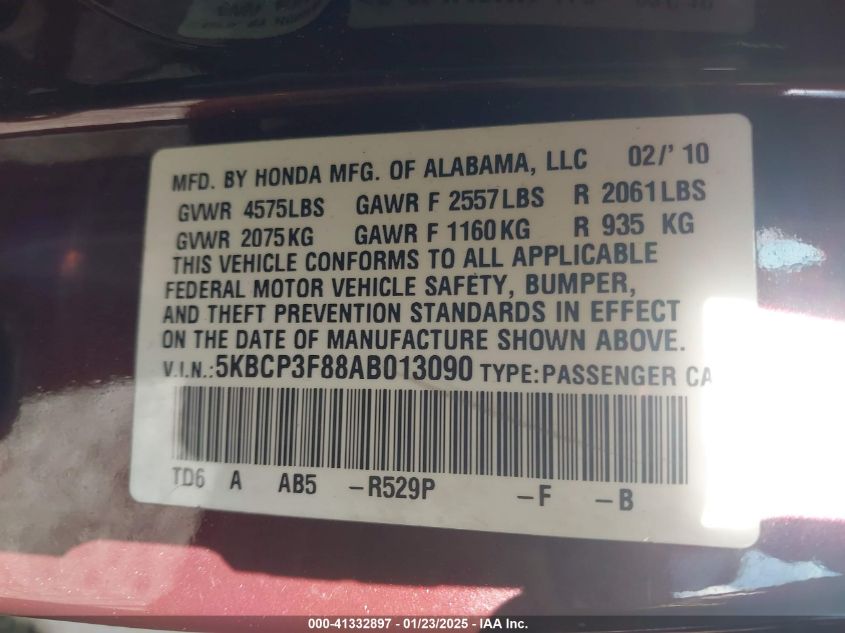 MFD. BY HONDA MFG. OF ALABAMA, LLC 02/'10
GVWR 4575LBS GAWR F 2557LBS R 2061LBS
GVWR 2075KG GAWR F 1160KG R 935 KG
THIS VEHICLE CONFORMS TO ALL APPLICABLE
FEDERAL MOTOR VEHICLE SAFETY, BUMPER,
AND THEFT PREVENTION STANDARDS IN EFFECT
ON THE DATE OF MANUFACTURE SHOWN ABOVE.
V.I.N.:5KBCP3F88AB013090 TYPE:PASSENGER CA
TD6 A AB5 -R529P -F -B
000-41332897 - 01/23/2025 - IAA Inc.